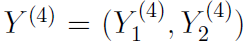 Y^{(4)} = (Y_1^{(4)}, Y_2^{(4)})